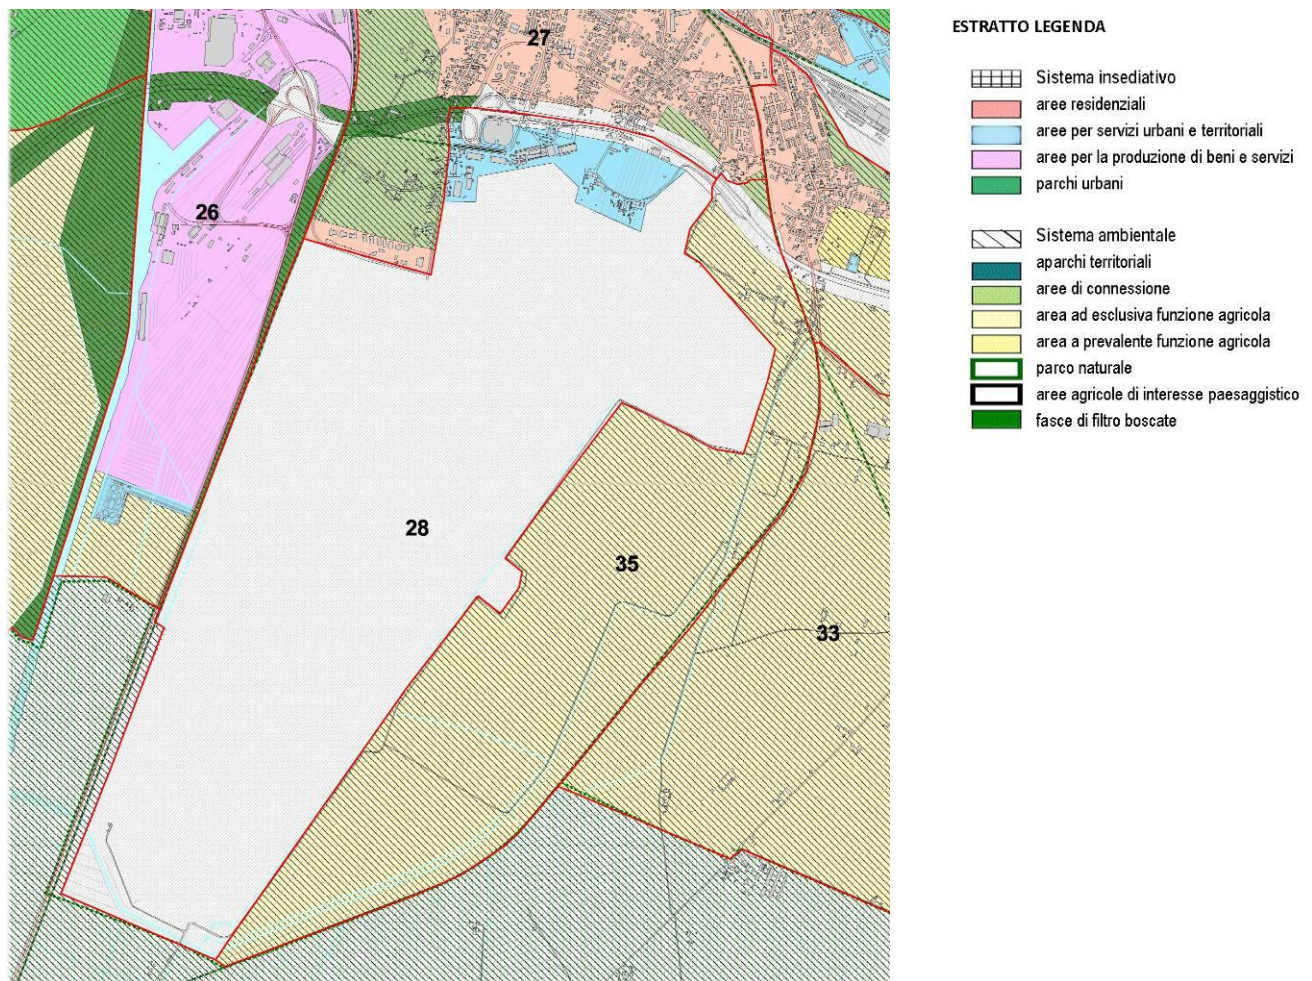 ESTRATTO LEGENDA
Sistema insediativo
aree residenziali
aree per servizi urbani e territoriali
aree per la produzione di beni e servizi
parchi urbani
Sistema ambientale
aparchi territoriali
aree di connessione
area ad esclusiva funzione agricola
area a prevalente funzione agricola
parco naturale
aree agricole di interesse paesaggistico
fasce di filtro boscate
27
26
28
35
33